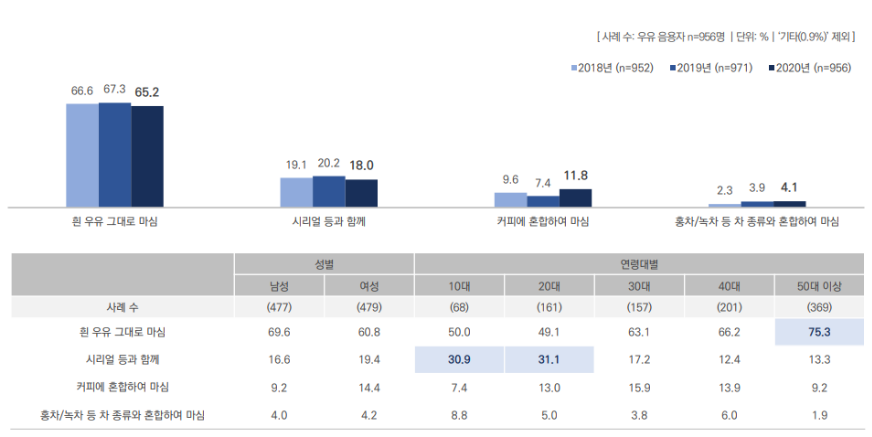 [ 사례 수: 우유 음용자 n=956명 | 단위: % | '기타(0.9%)' 제외 ]
■2018년 (n=952) ■2019년 (n=971) ■2020년 (n=956)
66.6 67.3 65.2
19.1 20.2 18.0
9.6 7.4 11.8
2.3 3.9 4.1
흰 우유 그대로 마심 시리얼 등과 함께 커피에 혼합하여 마심 홍차/녹차 등 차 종류와 혼합하여 마심
성별 연령대별
남성 여성 10대 20대 30대 40대 50대 이상
사례 수 (477) (479) (68) (161) (157) (201) (369)
흰 우유 그대로 마심 69.6 60.8 50.0 49.1 63.1 66.2 75.3
시리얼 등과 함께 16.6 19.4 30.9 31.1 17.2 12.4 13.3
커피에 혼합하여 마심 9.2 14.4 7.4 13.0 15.9 13.9 9.2
홍차/녹차 등 차 종류와 혼합하여 마심 4.0 4.2 8.8 5.0 3.8 6.0 1.9